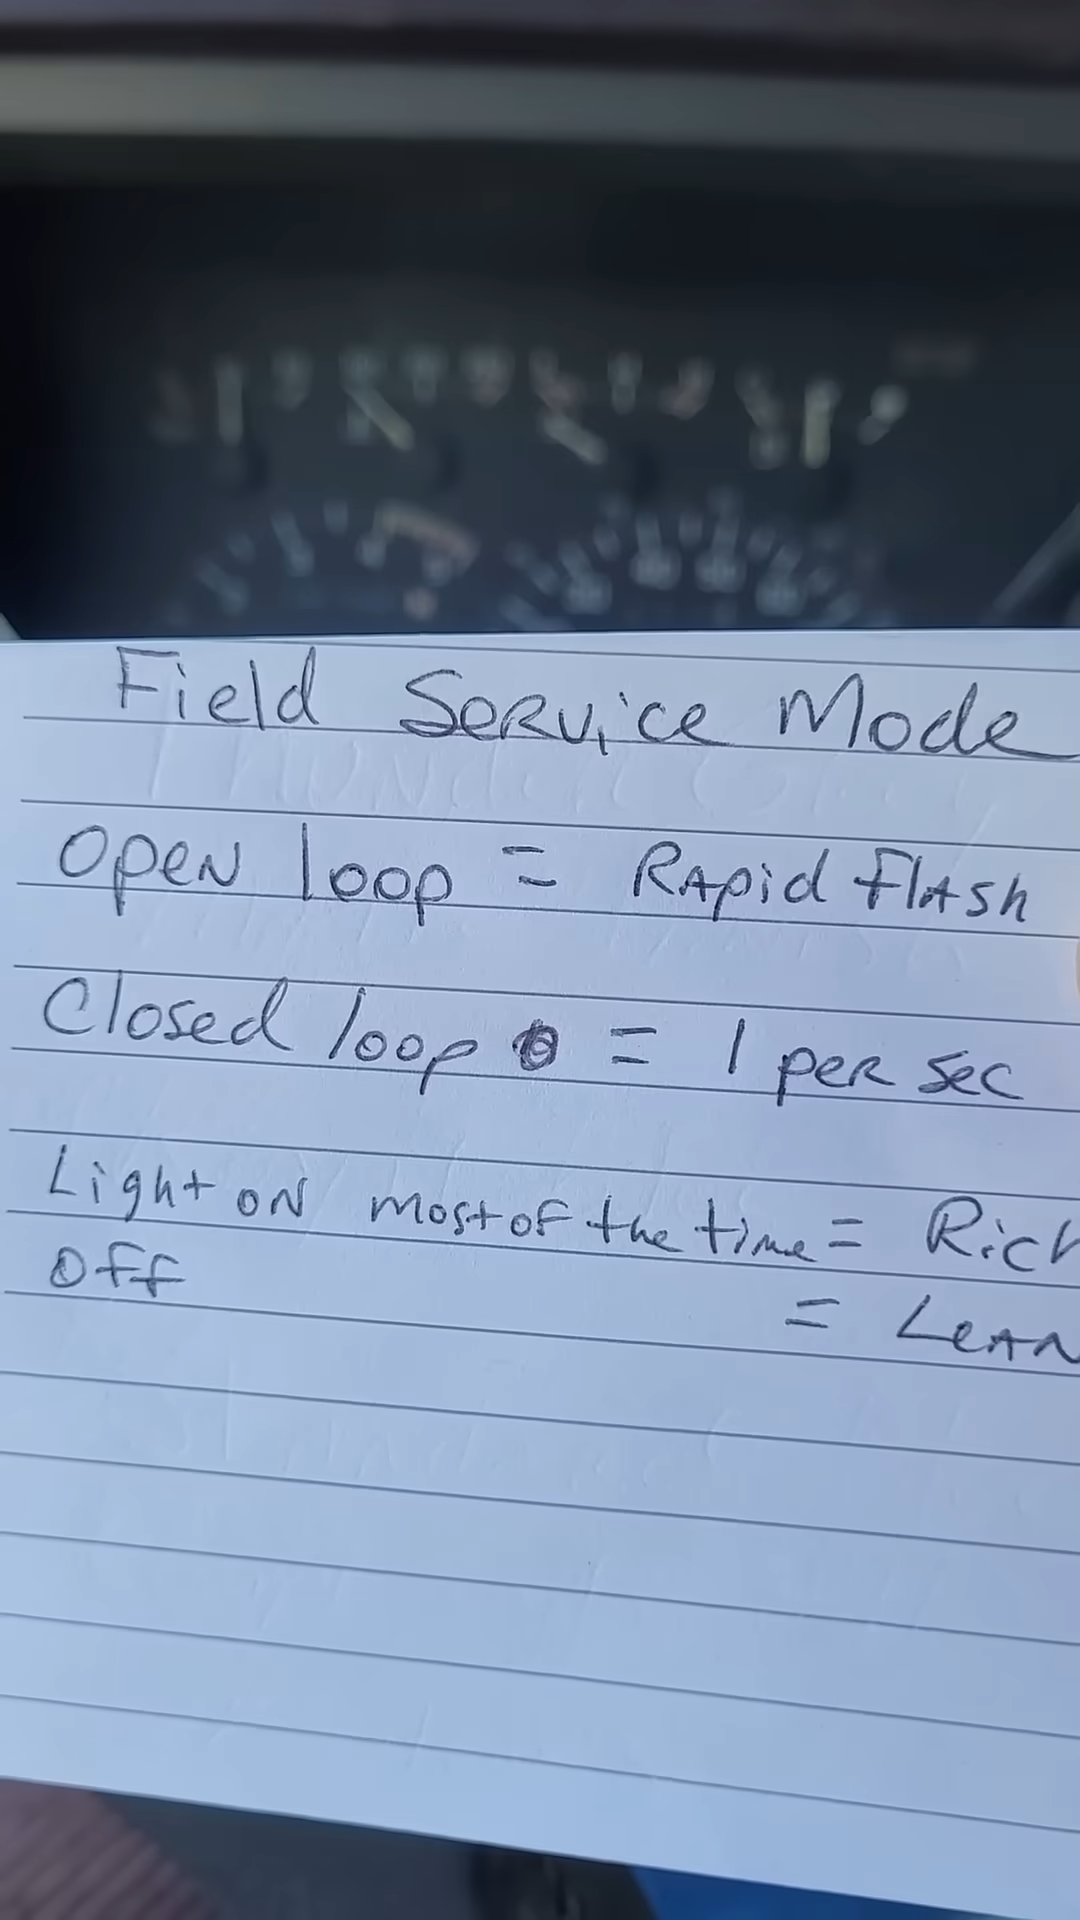 Field Service Mode
Open loop = Rapid flash
Closed loop = 1 per sec
Light on most of the time = Rich
Off = Lean